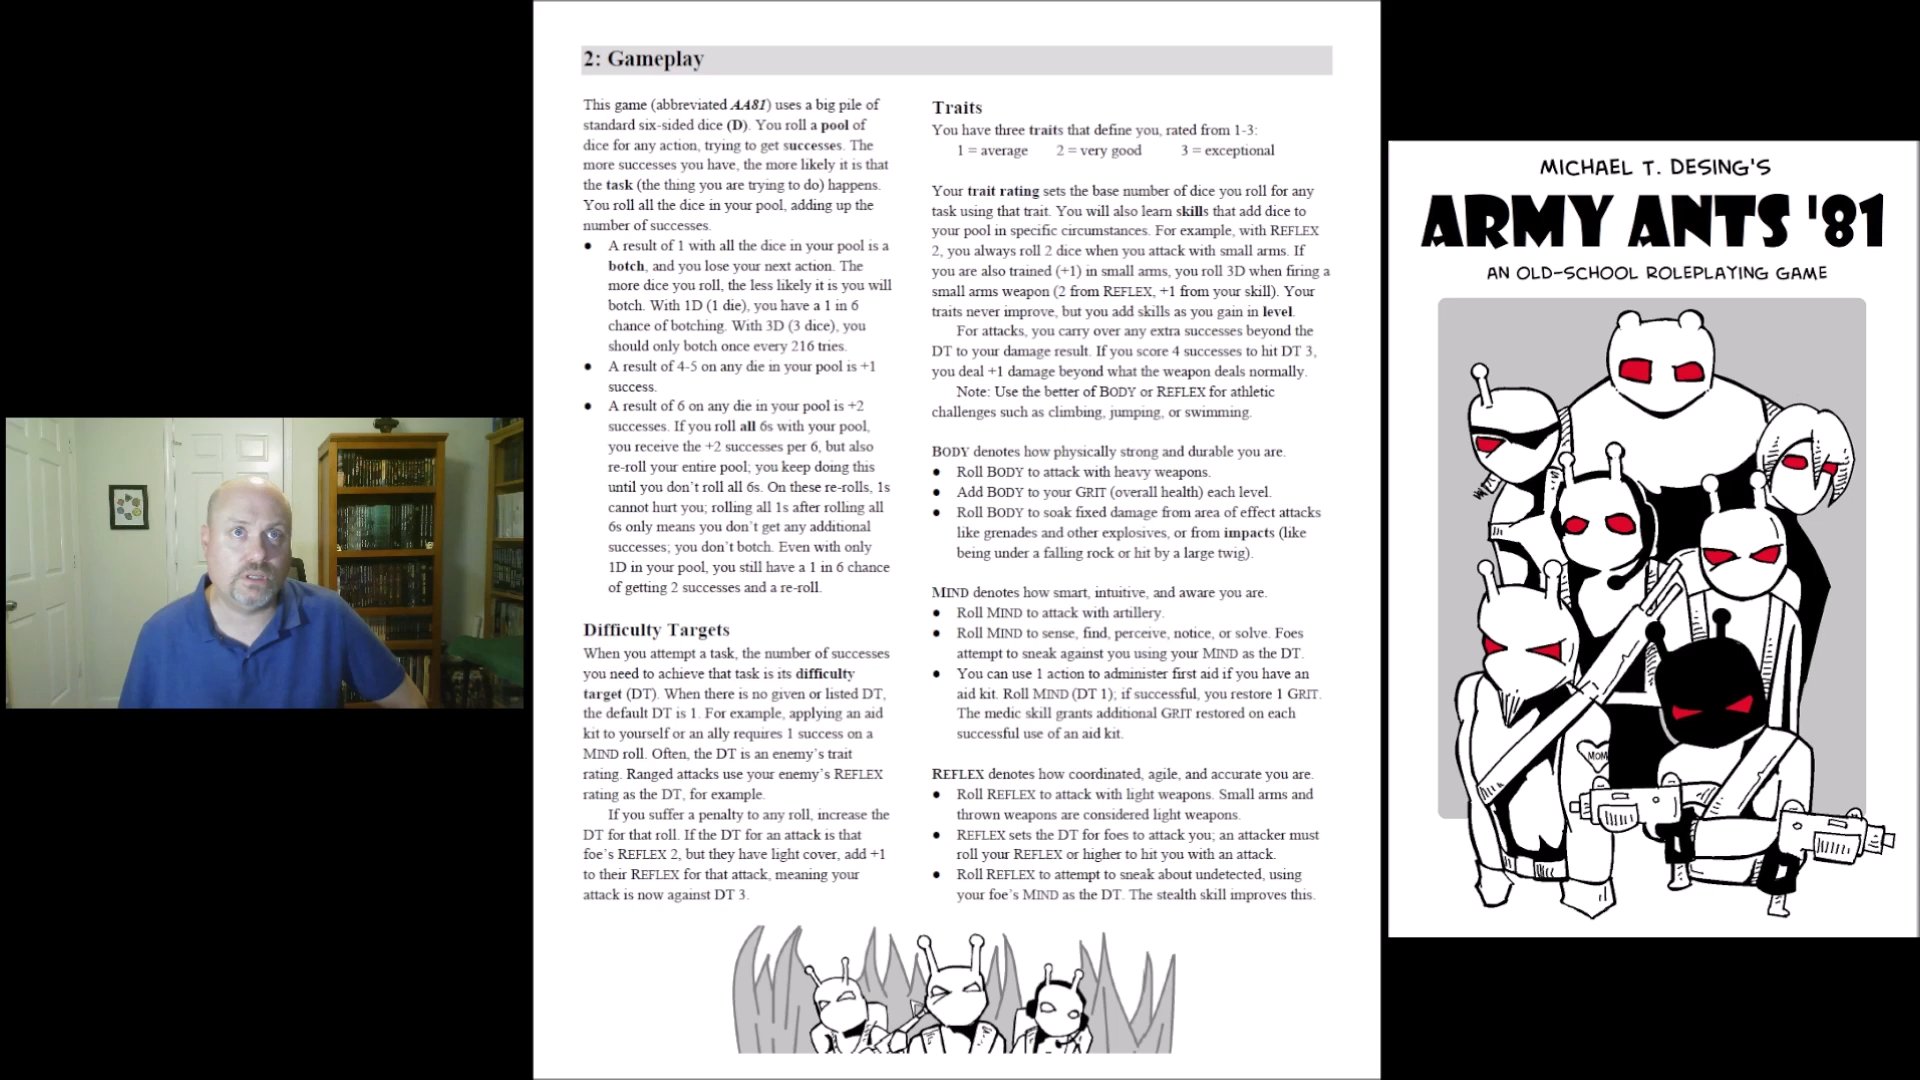 2: Gameplay
This game (abbreviated AA81) uses a big pile of
standard six-sided dice (D). You roll a pool of
dice for any action, trying to get successes. The
more successes you have, the more likely it is that
the task (the thing you are trying to do) happens.
You roll all the dice in your pool, adding up the
number of successes.
● A result of 1 with all the dice in your pool is a
botch, and you lose your next action. The
more dice you roll, the less likely it is you will
botch. With 1D (1 die), you have a 1 in 6
chance of botching. With 3D (3 dice), you
should only botch once every 216 tries.
● A result of 4-5 on any die in your pool is +1
success.
● A result of 6 on any die in your pool is +2
successes. If you roll all 6s with your pool,
you receive the +2 successes per 6, but also
re-roll your entire pool; you keep doing this
until you don't roll all 6s. On these re-rolls, 1s
cannot hurt you; rolling all 1s after rolling all
6s only means you don't get any additional
successes; you don't botch. Even with only
1D in your pool, you still have a 1 in 6 chance
of getting 2 successes and a re-roll.
Difficulty Targets
When you attempt a task, the number of successes
you need to achieve that task is its difficulty
target (DT). When there is no given or listed DT,
the default DT is 1. For example, applying an aid
kit to yourself or an ally requires 1 success on a
MIND roll. Often, the DT is an enemy's trait
rating. Ranged attacks use your enemy's REFLEX
rating as the DT, for example.
If you suffer a penalty to any roll, increase the
DT for that roll. If the DT for an attack is that
foe's REFLEX 2, but they have light cover, add +1
to their REFLEX for that attack, meaning your
attack is now against DT 3.
Traits
You have three traits that define you, rated from 1-3:
1 = average 2 = very good 3 = exceptional
Your trait rating sets the base number of dice you roll for any
task using that trait. You will also learn skills that add dice to
your pool in specific circumstances. For example, with REFLEX
2, you always roll 2 dice when you attack with small arms. If
you are also trained (+1) in small arms, you roll 3D when firing a
small arms weapon (2 from REFLEX, +1 from your skill). Your
traits never improve, but you add skills as you gain in level.
For attacks, you carry over any extra successes beyond the
DT to your damage result. If you score 4 successes to hit DT 3,
you deal +1 damage beyond what the weapon deals normally.
Note: Use the better of BODY or REFLEX for athletic
challenges such as climbing, jumping, or swimming.
BODY denotes how physically strong and durable you are.
● Roll BODY to attack with heavy weapons.
● Add BODY to your GRIT (overall health) each level.
● Roll BODY to soak fixed damage from area of effect attacks
like grenades and other explosives, or from impacts (like
being under a falling rock or hit by a large twig).
MIND denotes how smart, intuitive, and aware you are.
● Roll MIND to attack with artillery.
● Roll MIND to sense, find, perceive, notice, or solve. Foes
attempt to sneak against you using your MIND as the DT.
● You can use 1 action to administer first aid if you have an
aid kit. Roll MIND (DT 1); if successful, you restore 1 GRIT.
The medic skill grants additional GRIT restored on each
successful use of an aid kit.
REFLEX denotes how coordinated, agile, and accurate you are.
● Roll REFLEX to attack with light weapons. Small arms and
thrown weapons are considered light weapons.
● REFLEX sets the DT for foes to attack you; an attacker must
roll your REFLEX or higher to hit you with an attack.
● Roll REFLEX to attempt to sneak about undetected, using
your foe's MIND as the DT. The stealth skill improves this.
MICHAEL T. DESING'S
ARMY ANTS '81
AN OLD-SCHOOL ROLEPLAYING GAME
MOM